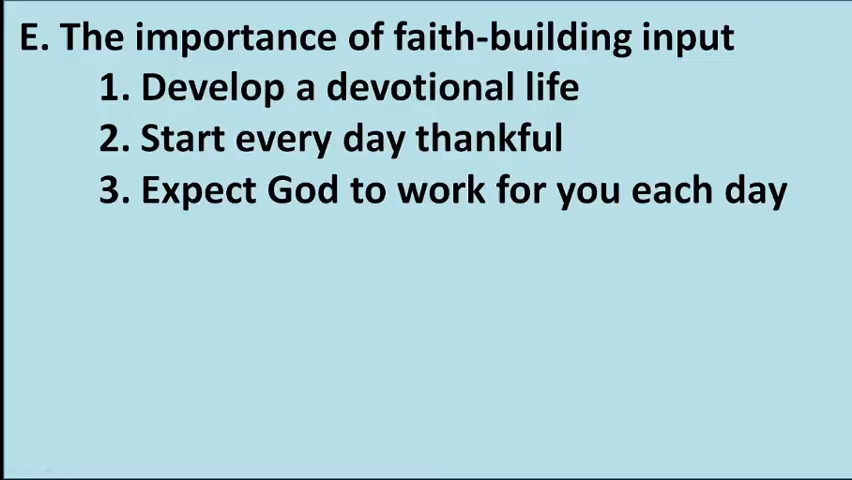 E. The importance of faith-building input
1. Develop a devotional life
2. Start every day thankful
3. Expect God to work for you each day